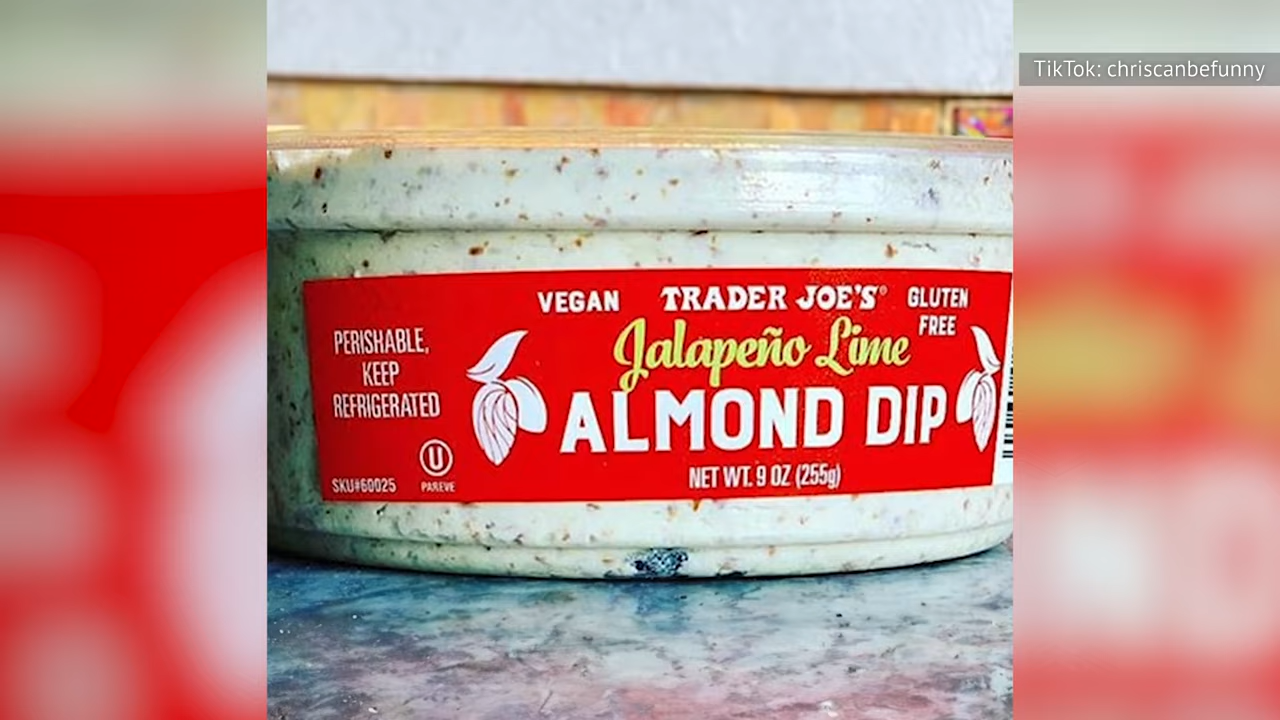 TikTok: chriscanbefunny
VEGAN
TRADER JOE'S®
GLUTEN
FREE
Jalapeño Lime
ALMOND DIP
NET WT. 9 OZ (255g)
PERISHABLE,
KEEP
REFRIGERATED
SKU#60025
U
PAREVE